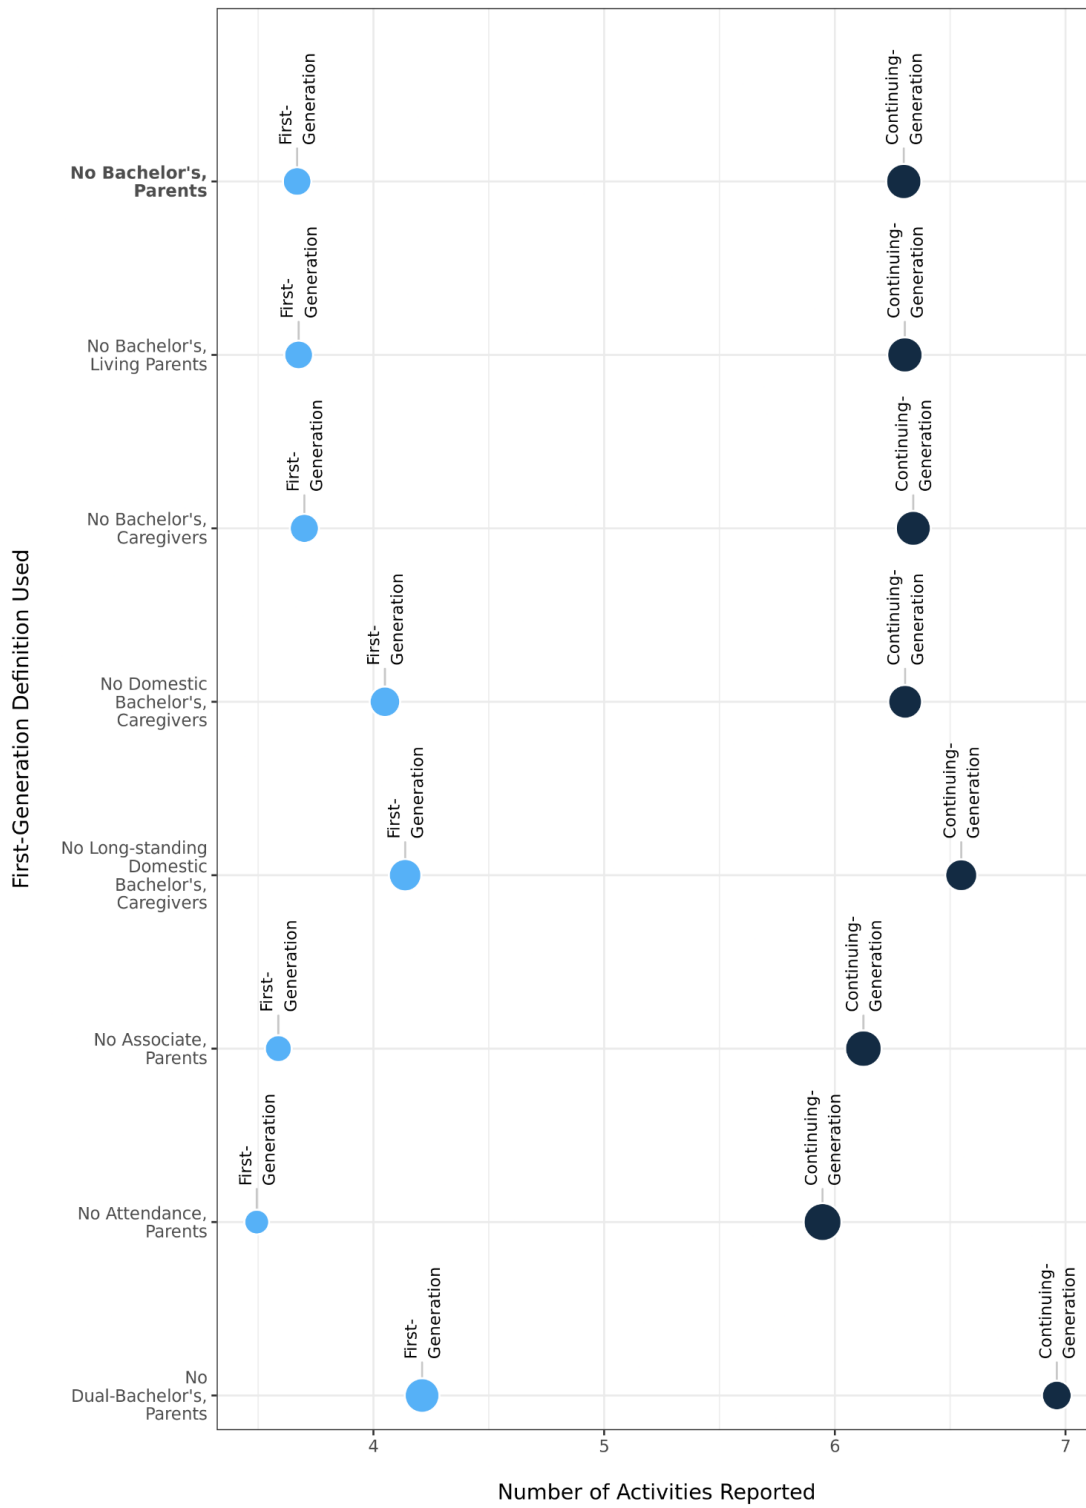 First-
Generation
Continuing-
Generation
No Bachelor's,
Parents
First-
Generation
Continuing-
Generation
No Bachelor's,
Living Parents
First-
Generation
Continuing-
Generation
No Bachelor's,
Caregivers
First-
Generation
Continuing-
Generation
No Domestic
Bachelor's,
Caregivers
First-
Generation
Continuing-
Generation
No Long-standing
Domestic
Bachelor's,
Caregivers
First-
Generation
Continuing-
Generation
No Associate,
Parents
First-
Generation
Continuing-
Generation
No Attendance,
Parents
First-
Generation
Continuing-
Generation
No
Dual-Bachelor's,
Parents
First-Generation Definition Used
4
5
6
7
Number of Activities Reported